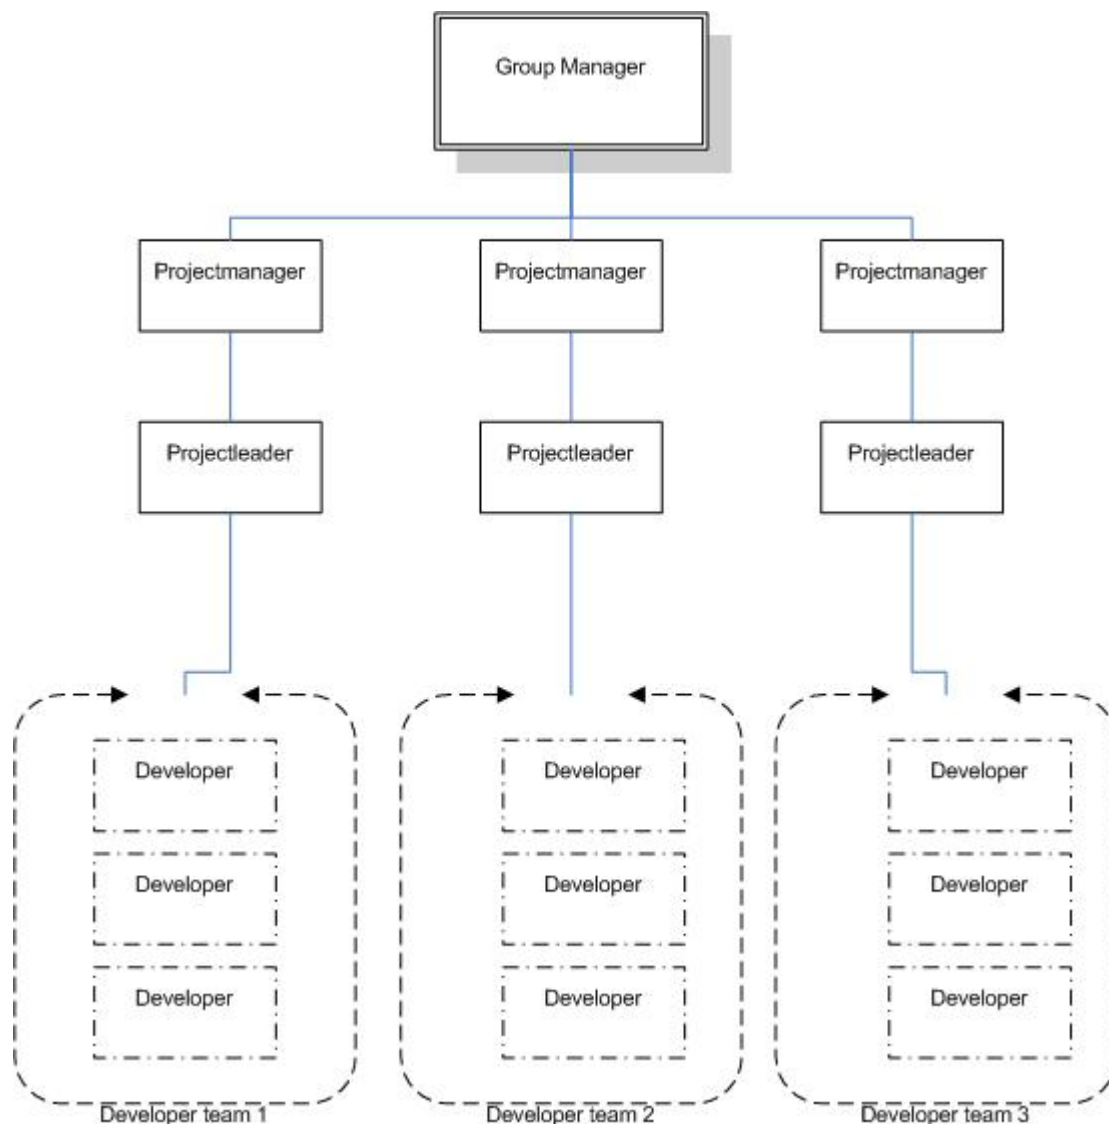 Group Manager
Projectmanager
Projectmanager
Projectmanager
Projectleader
Projectleader
Projectleader
Developer
Developer
Developer
Developer
Developer
Developer
Developer
Developer
Developer
Developer team 1
Developer team 2
Developer team 3